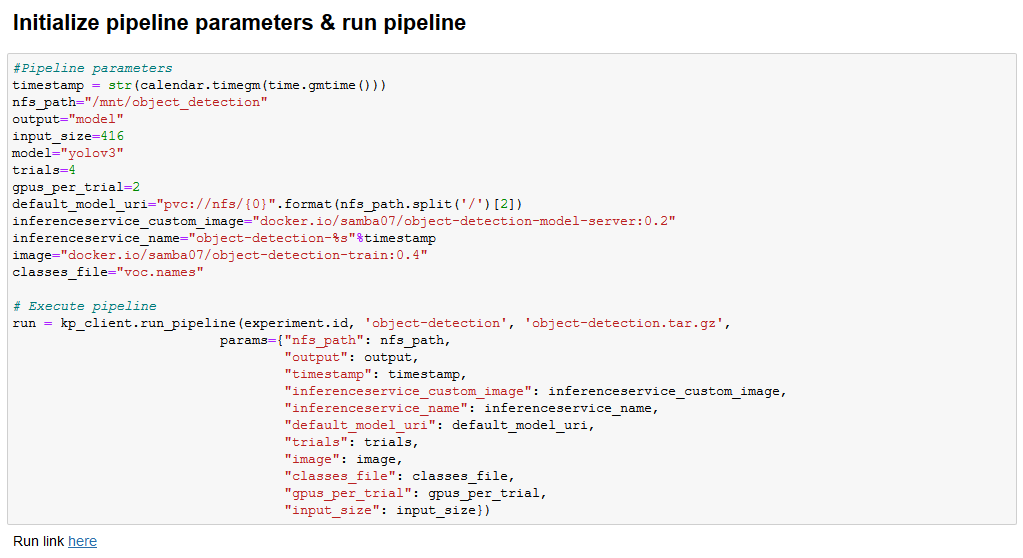 Initialize pipeline parameters & run pipeline
#Pipeline parameters
timestamp = str(calendar.timegm(time.gmtime()))
nfs_path="/mnt/object_detection"
output="model"
input_size=416
model="yolov3"
trials=4
gpus_per_trial=2
default_model_uri="pvc://nfs/{0}".format(nfs_path.split('/')[2])
inferenceservice_custom_image="docker.io/samba07/object-detection-model-server:0.2"
inferenceservice_name="object-detection-%s"%timestamp
image="docker.io/samba07/object-detection-train:0.4"
classes_file="voc.names"
# Execute pipeline
run = kp_client.run_pipeline(experiment.id, 'object-detection', 'object-detection.tar.gz',
params={"nfs_path": nfs_path,
"output": output,
"timestamp": timestamp,
"inferenceservice_custom_image": inferenceservice_custom_image,
"inferenceservice_name": inferenceservice_name,
"default_model_uri": default_model_uri,
"trials": trials,
"image": image,
"classes_file": classes_file,
"gpus_per_trial": gpus_per_trial,
"input_size": input_size})
Run link here